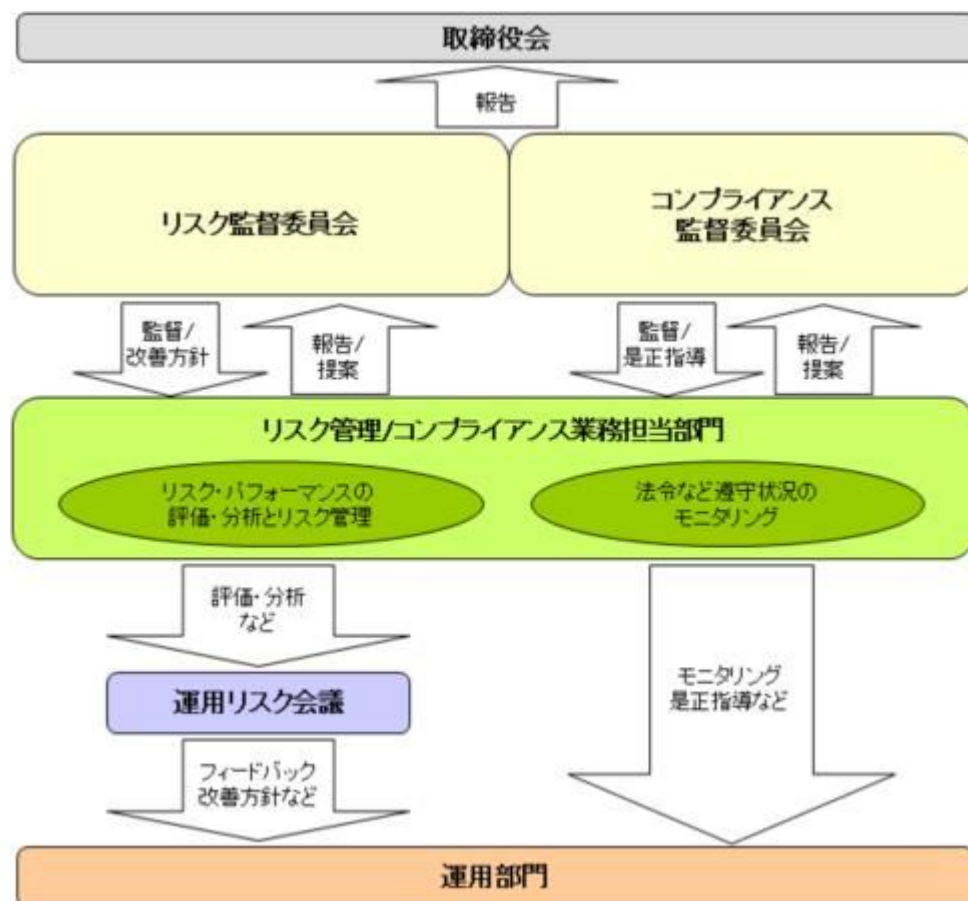 取締役会
報告
リスク監督委員会
コンプライアンス
監督委員会
監督/
改善方針
報告/
提案
監督/
是正指導
報告/
提案
リスク管理/コンプライアンス業務担当部門
リスク・パフォーマンスの
評価・分析とリスク管理
法令など遵守状況の
モニタリング
評価・分析
など
運用リスク会議
モニタリング
是正指導など
フィードバック
改善方針など
運用部門